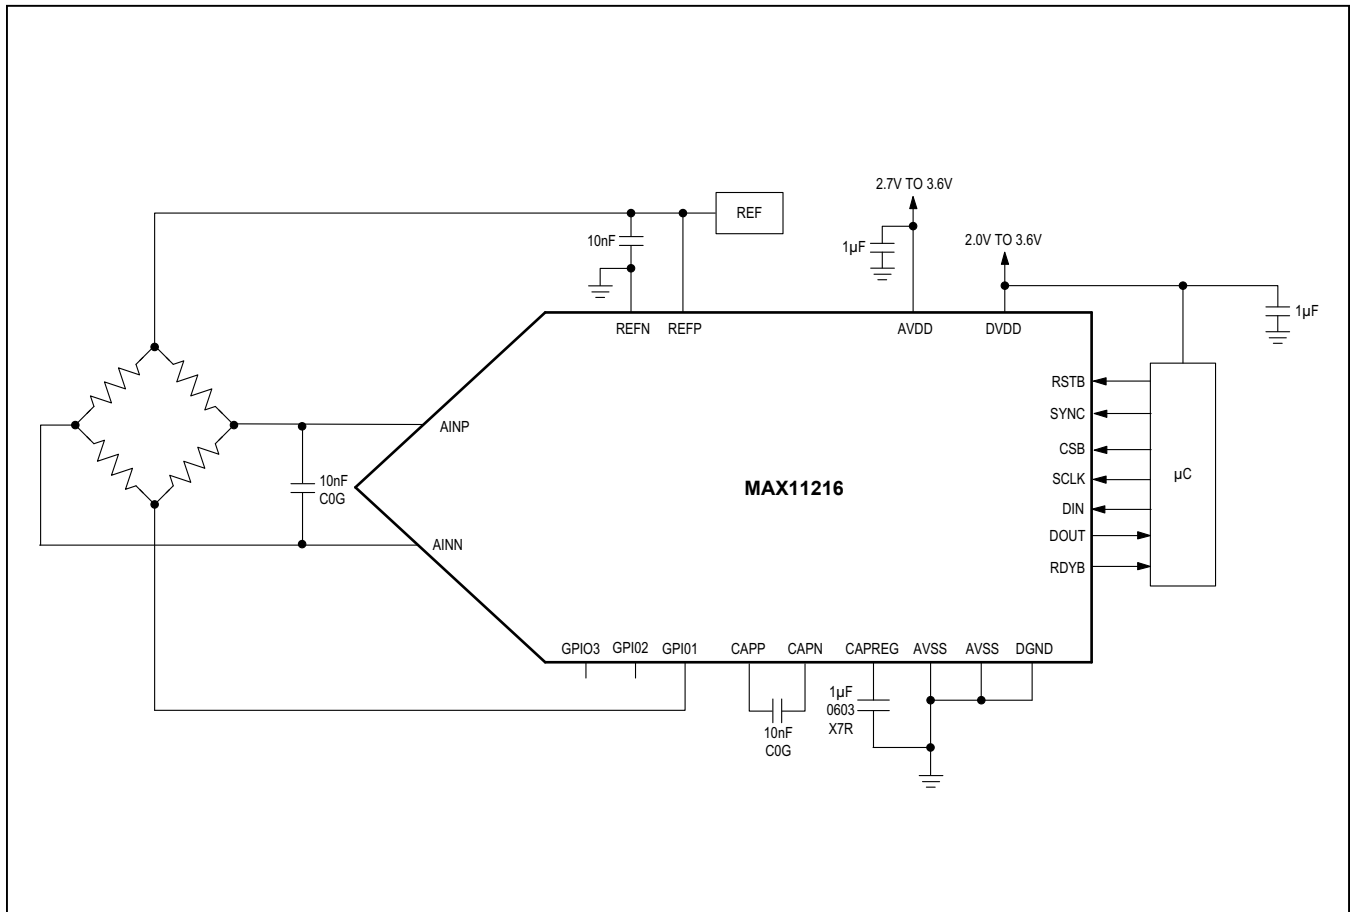 2.7V TO 3.6V
REF
10nF
1µF
2.0V TO 3.6V
1µF
REFN
REFP
AVDD
DVDD
RSTB
SYNC
CSB
SCLK
DIN
DOUT
RDYB
µC
AINP
10nF
C0G
MAX11216
AINN
GPIO3
GPI02
GPI01
CAPP
CAPN
CAPREG
AVSS
AVSS
DGND
1µF
0603
X7R
10nF
C0G